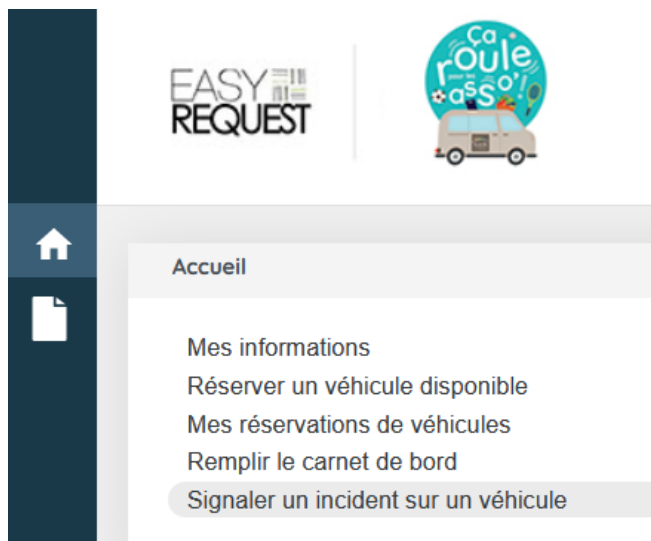 EASY
REQUEST
Ça
roule
pour les
asso'!
Accueil
Mes informations
Réserver un véhicule disponible
Mes réservations de véhicules
Remplir le carnet de bord
Signaler un incident sur un véhicule